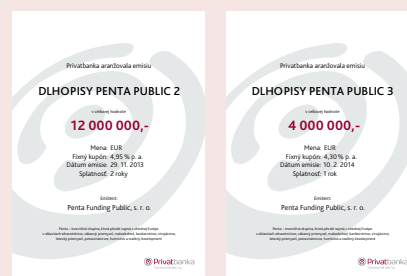 Privatbanka aranžovala emisiu
DLHOPISY PENTA PUBLIC 2
v celkovej hodnote
12 000 000,-
Mena: EUR
Fixný kupón: 4,95 % p. a.
Dátum emisie: 29. 11. 2013
Splatnosť: 2 roky
Emitent:
Penta Funding Public, s. r. o.
Privatbanka
Privatbanka aranžovala emisiu
DLHOPISY PENTA PUBLIC 3
v celkovej hodnote
4 000 000,-
Mena: EUR
Fixný kupón: 4,30 % p. a.
Dátum emisie: 10. 2. 2014
Splatnosť: 1 rok
Emitent:
Penta Funding Public, s. r. o.
Privatbanka